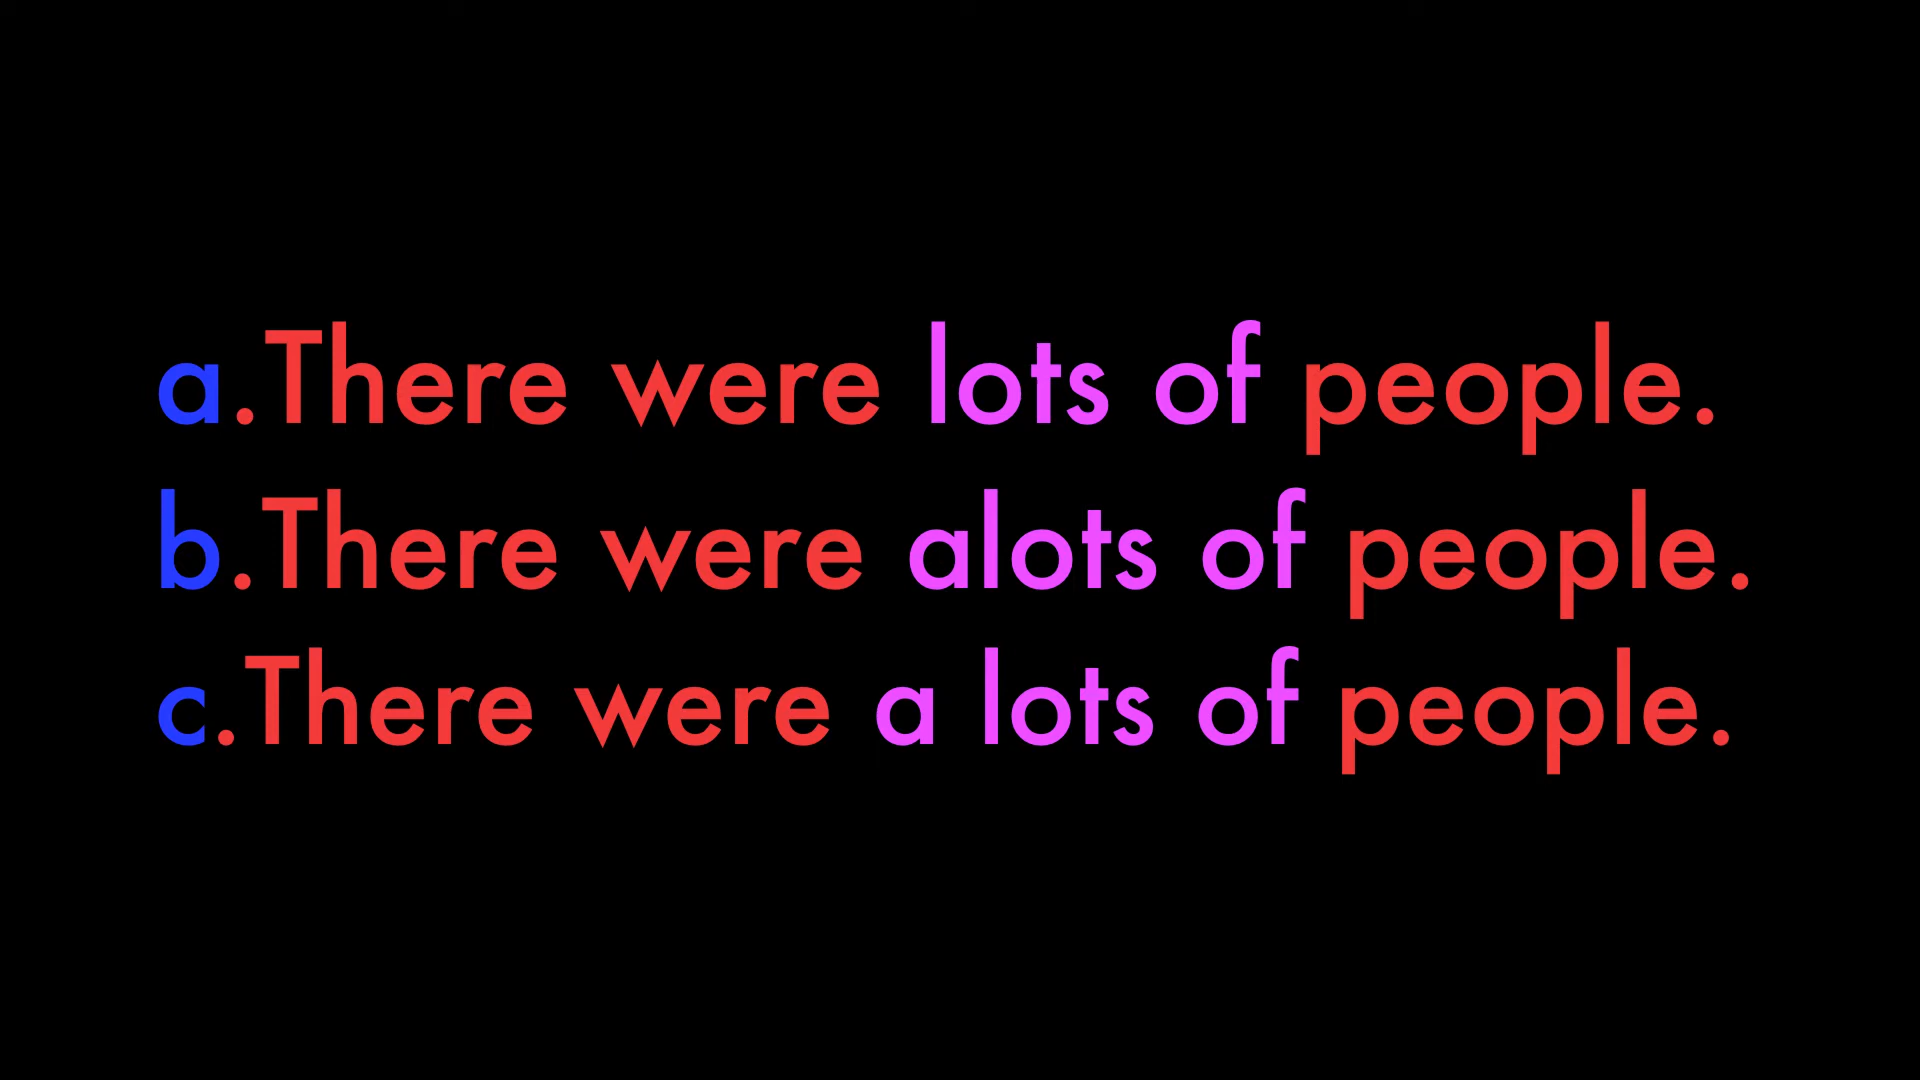 a.There were lots of people.
b.There were alots of people.
c.There were a lots of people.